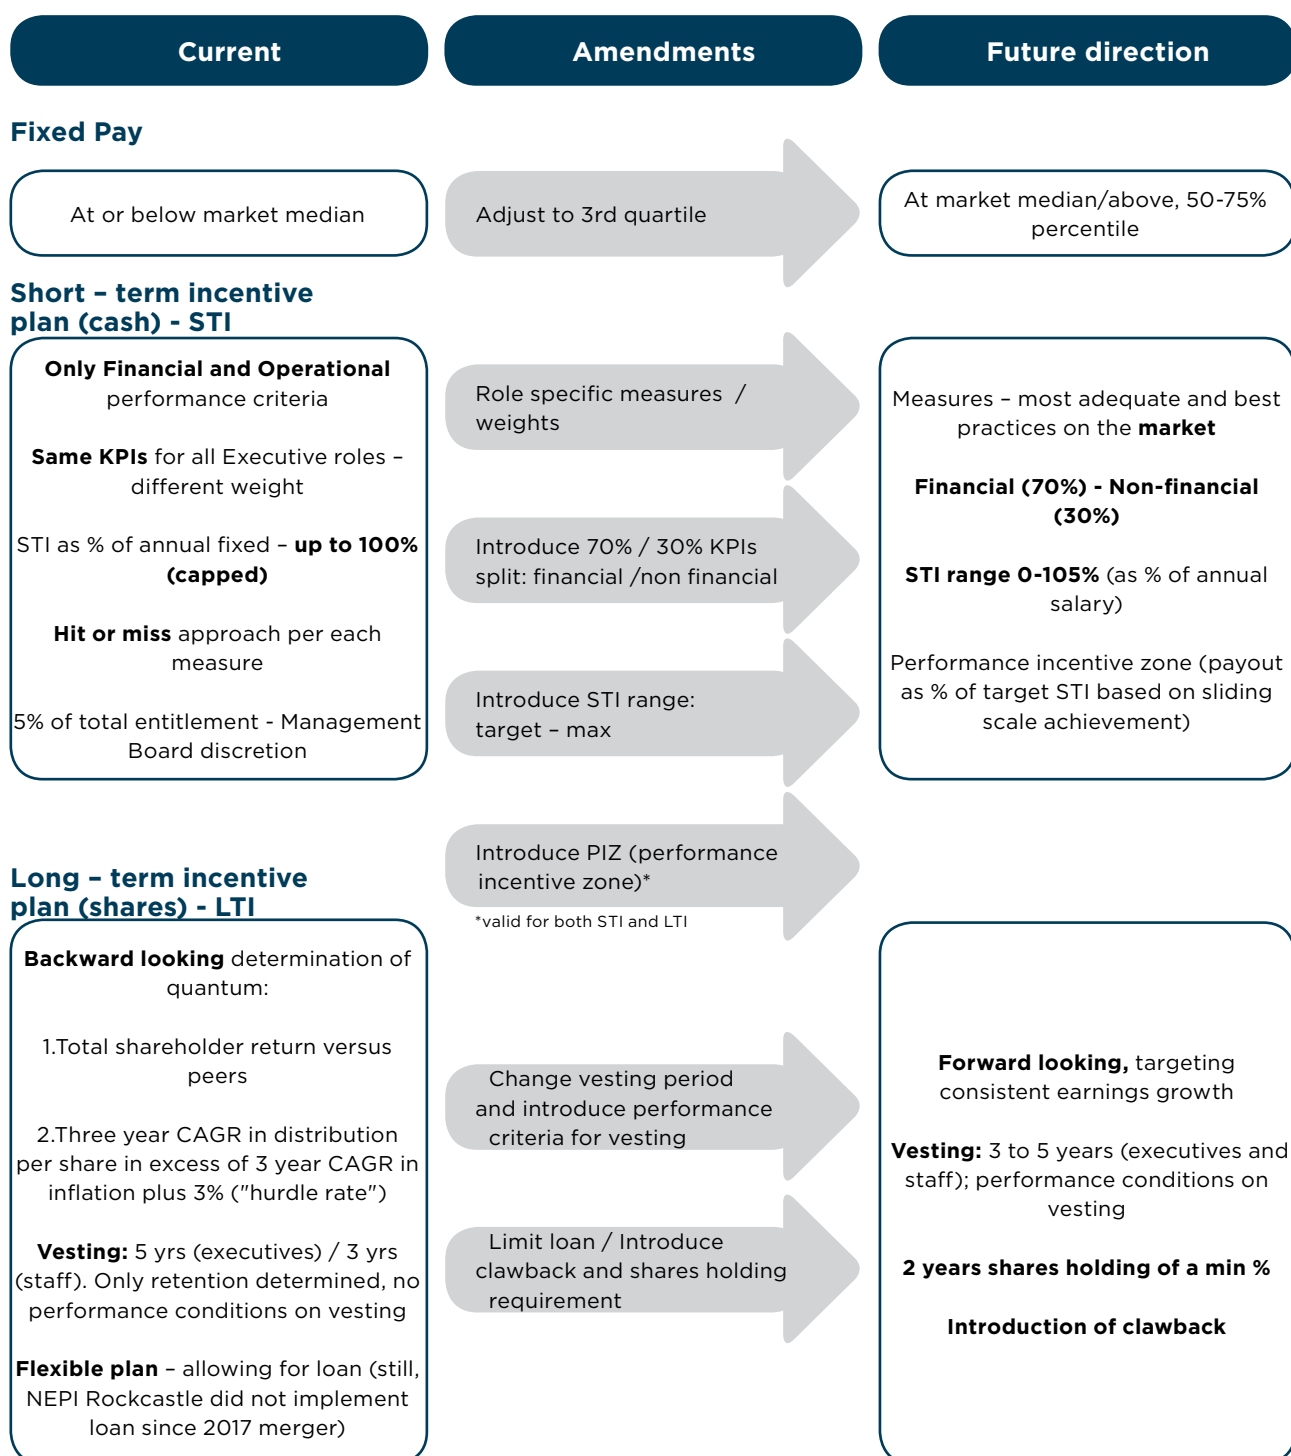 Current
Amendments
Future direction
Fixed Pay
At or below market median
Adjust to 3rd quartile
At market median/above, 50-75%
percentile
Short – term incentive
plan (cash) - STI
Only Financial and Operational
performance criteria
Same KPIs for all Executive roles –
different weight
STI as % of annual fixed – up to 100%
(capped)
Hit or miss approach per each
measure
5% of total entitlement - Management
Board discretion
Role specific measures /
weights
Introduce 70% / 30% KPIs
split: financial /non financial
Introduce STI range:
target – max
Introduce PIZ (performance
incentive zone)*
*valid for both STI and LTI
Measures – most adequate and best
practices on the market
Financial (70%) - Non-financial
(30%)
STI range 0-105% (as % of annual
salary)
Performance incentive zone (payout
as % of target STI based on sliding
scale achievement)
Long – term incentive
plan (shares) - LTI
Backward looking determination of
quantum:
1.Total shareholder return versus
peers
2.Three year CAGR in distribution
per share in excess of 3 year CAGR in
inflation plus 3% ("hurdle rate")
Vesting: 5 yrs (executives) / 3 yrs
(staff). Only retention determined, no
performance conditions on vesting
Flexible plan – allowing for loan (still,
NEPI Rockcastle did not implement
loan since 2017 merger)
Change vesting period
and introduce performance
criteria for vesting
Limit loan / Introduce
clawback and shares holding
requirement
Forward looking, targeting
consistent earnings growth
Vesting: 3 to 5 years (executives and
staff); performance conditions on
vesting
2 years shares holding of a min %
Introduction of clawback